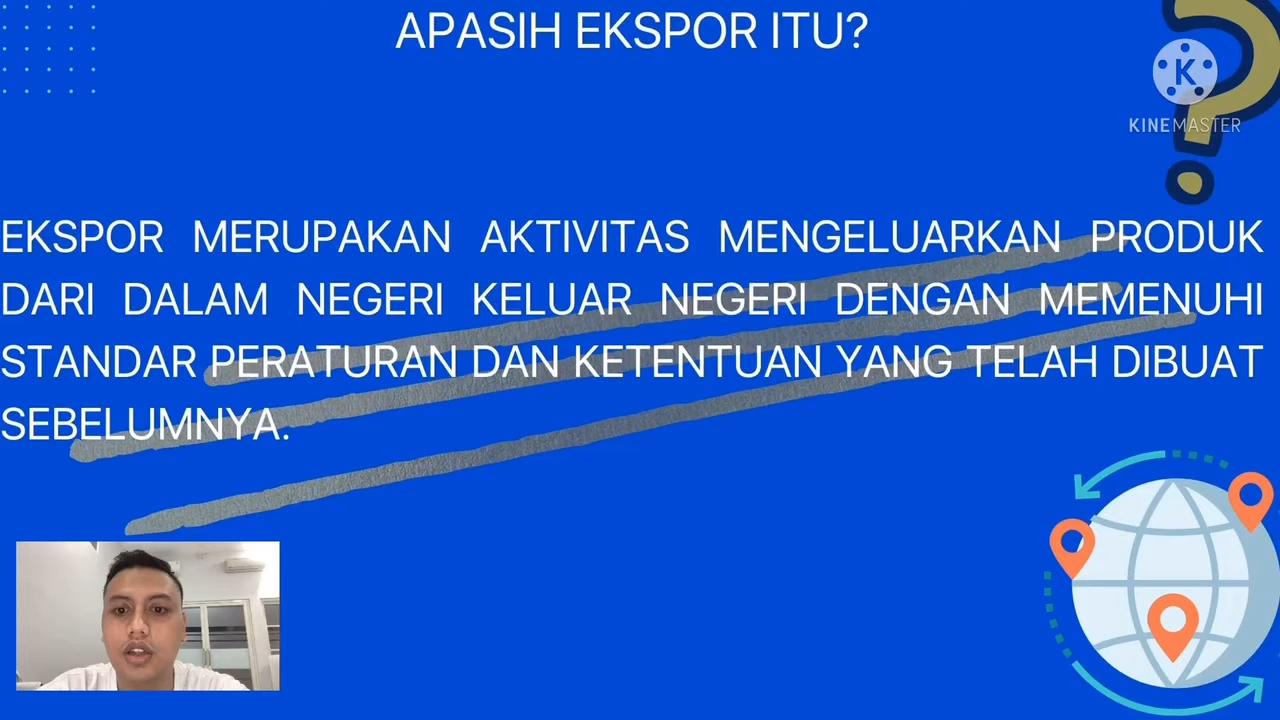 APASIH EKSPOR ITU?
K
KINEMASTER
EKSPOR MERUPAKAN AKTIVITAS MENGELUARKAN PRODUK
DARI DALAM NEGERI KELUAR NEGERI DENGAN MEMENUHI
STANDAR PERATURAN DAN KETENTUAN YANG TELAH DIBUAT
SEBELUMNYA.